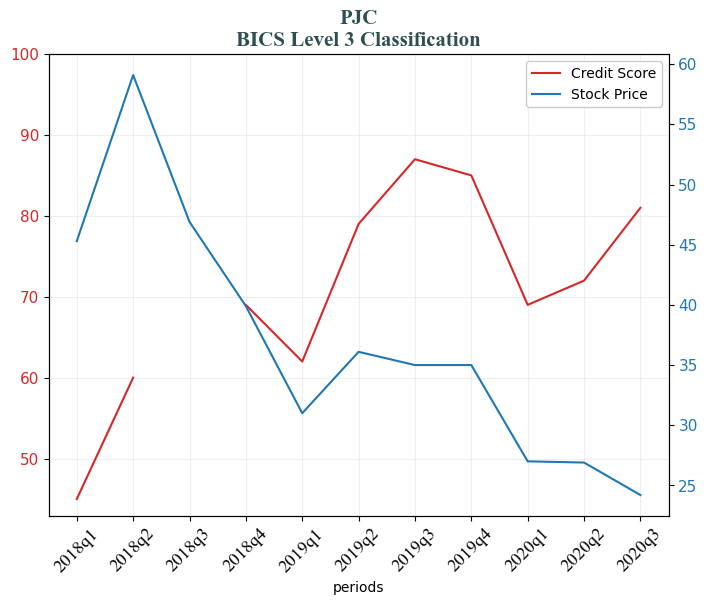 PJC
BICS Level 3 Classification
100
90
80
70
60
50
60
55
50
45
40
35
30
25
Credit Score
Stock Price
2018q1
2018q2
2018q3
2018q4
2019q1
2019q2
2019q3
2019q4
2020q1
2020q2
2020q3
periods